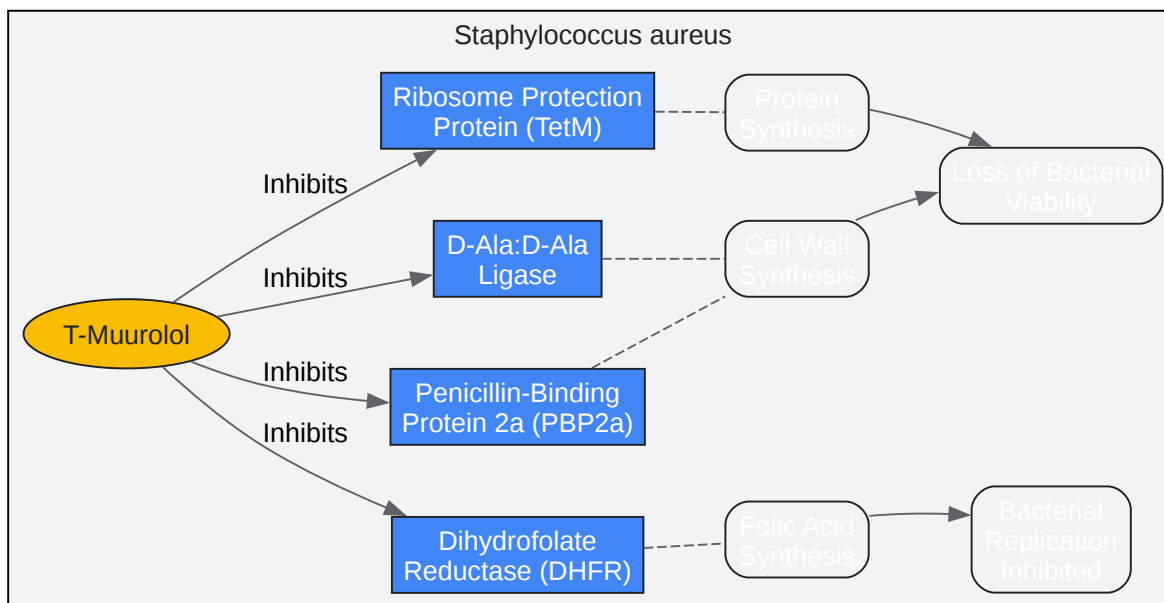 Staphylococcus aureus
Ribosome Protection
Protein (TetM)
Protein
Synthesis
Loss of Bacterial
Viability
Inhibits
D-Ala:D-Ala
Ligase
Cell Wall
Synthesis
Inhibits
T-Muurolol
Inhibits
Penicillin-Binding
Protein 2a (PBP2a)
Inhibits
Dihydrofolate
Reductase (DHFR)
Folic Acid
Synthesis
Bacterial
Replication
Inhibited